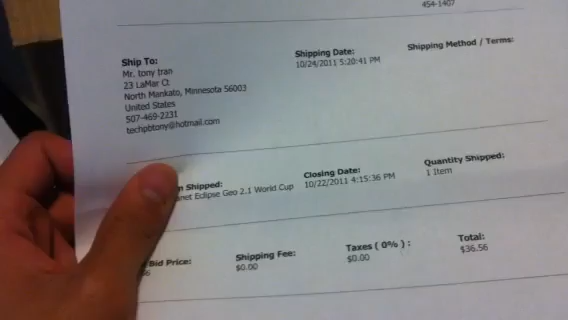 454-1407
Ship To:
Mr. tony tran
23 LaMar Ct
North Mankato, Minnesota 56003
United States
507-469-2231
techpbtony@hotmail.com
Shipping Date:
10/24/2011 5:20:41 PM
Shipping Method / Terms:
n Shipped:
anet Eclipse Geo 2.1 World Cup
Closing Date:
10/22/2011 4:15:36 PM
Quantity Shipped:
1 Item
Bid Price:
Shipping Fee:
$0.00
Taxes ( 0% ) :
$0.00
Total:
$36.56